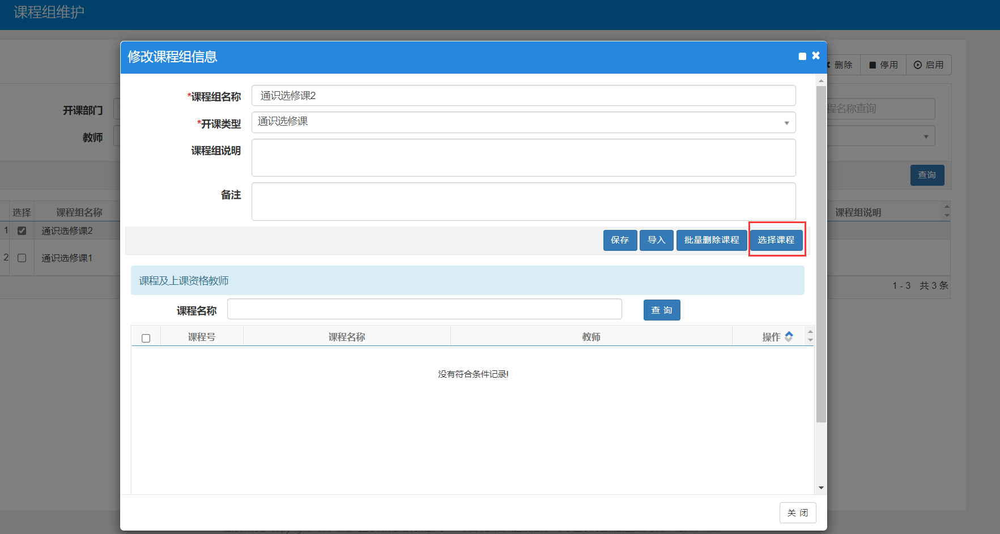 课程组维护
修改课程组信息
删除 停用 启用
*课程组名称 通识选修课2
开课部门 程名称查询
*开课类型 通识选修课
教师
课程组说明
查询
备注
选择 课程组名称 课程组说明
1 通识选修课2
保存 导入 批量删除课程 选择课程
2 通识选修课1
课程及上课资格教师
1 - 3 共 3 条
课程名称 查 询
课程号 课程名称 教师 操作
没有符合条件记录!
关 闭